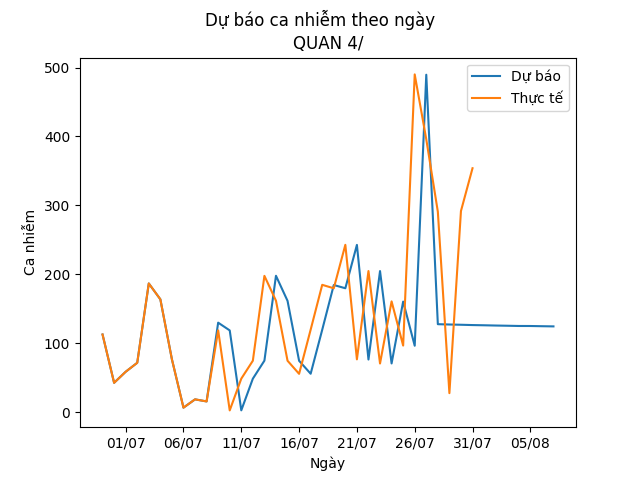 Dự báo ca nhiễm theo ngày
QUAN 4/
Dự báo
Thực tế
Ca nhiễm
500
400
300
200
100
0
01/07 06/07 11/07 16/07 21/07 26/07 31/07 05/08
Ngày